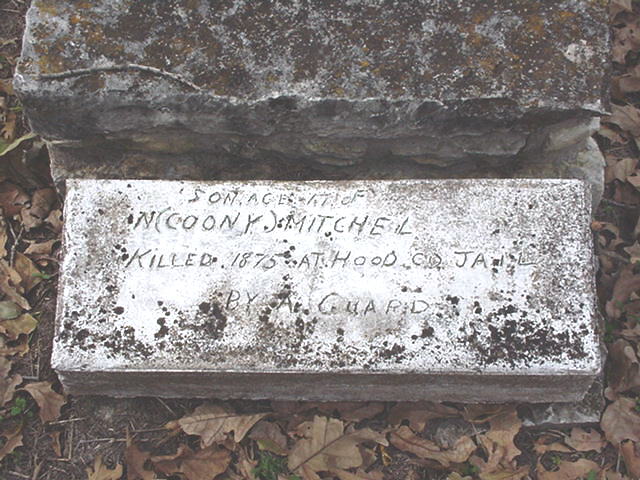 SON. AGE. 17. OF
N(COONY) MITCHEL
KILLED. 1875 AT. HOOD. CO. JAIL
BY A. GUARD